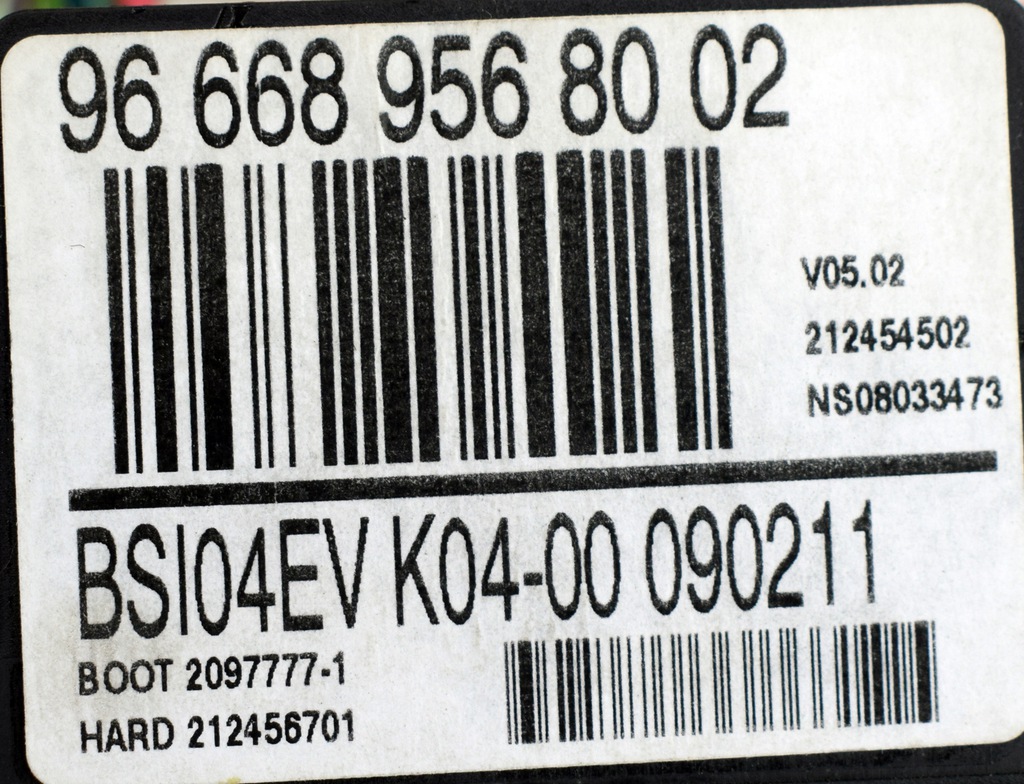 96 668 956 80 02
V05.02
212454502
NS08033473
BSI04EV K04-00 090211
BOOT 2097777-1
HARD 212456701